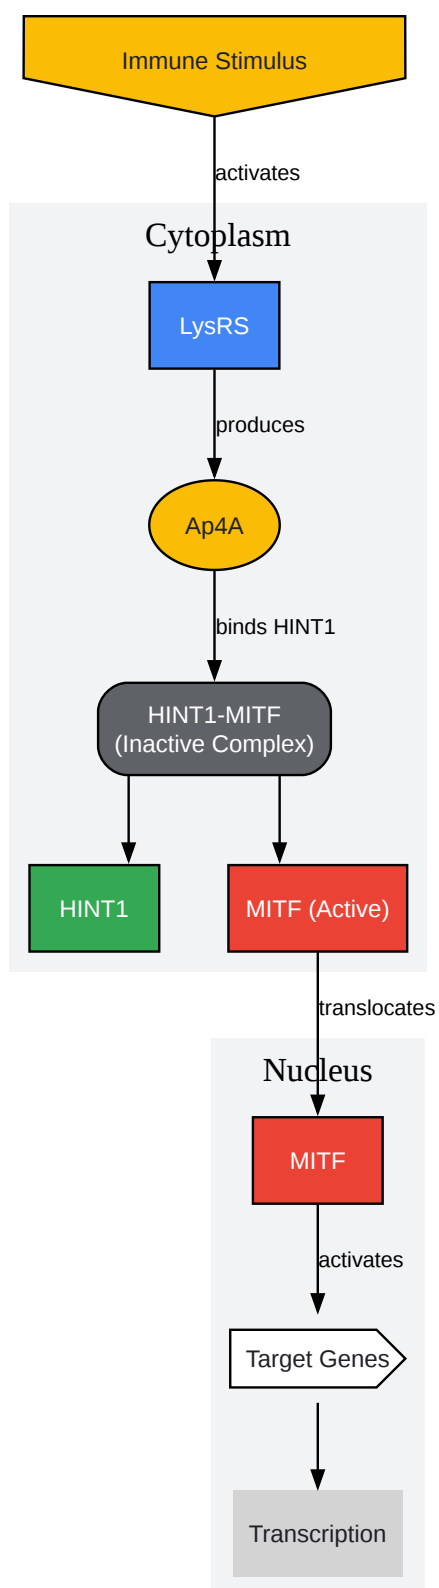 Immune Stimulus
activates
Cytoplasm
LysRS
produces
Ap4A
binds HINT1
HINT1-MITF
(Inactive Complex)
HINT1
MITF (Active)
translocates
Nucleus
MITF
activates
Target Genes
Transcription